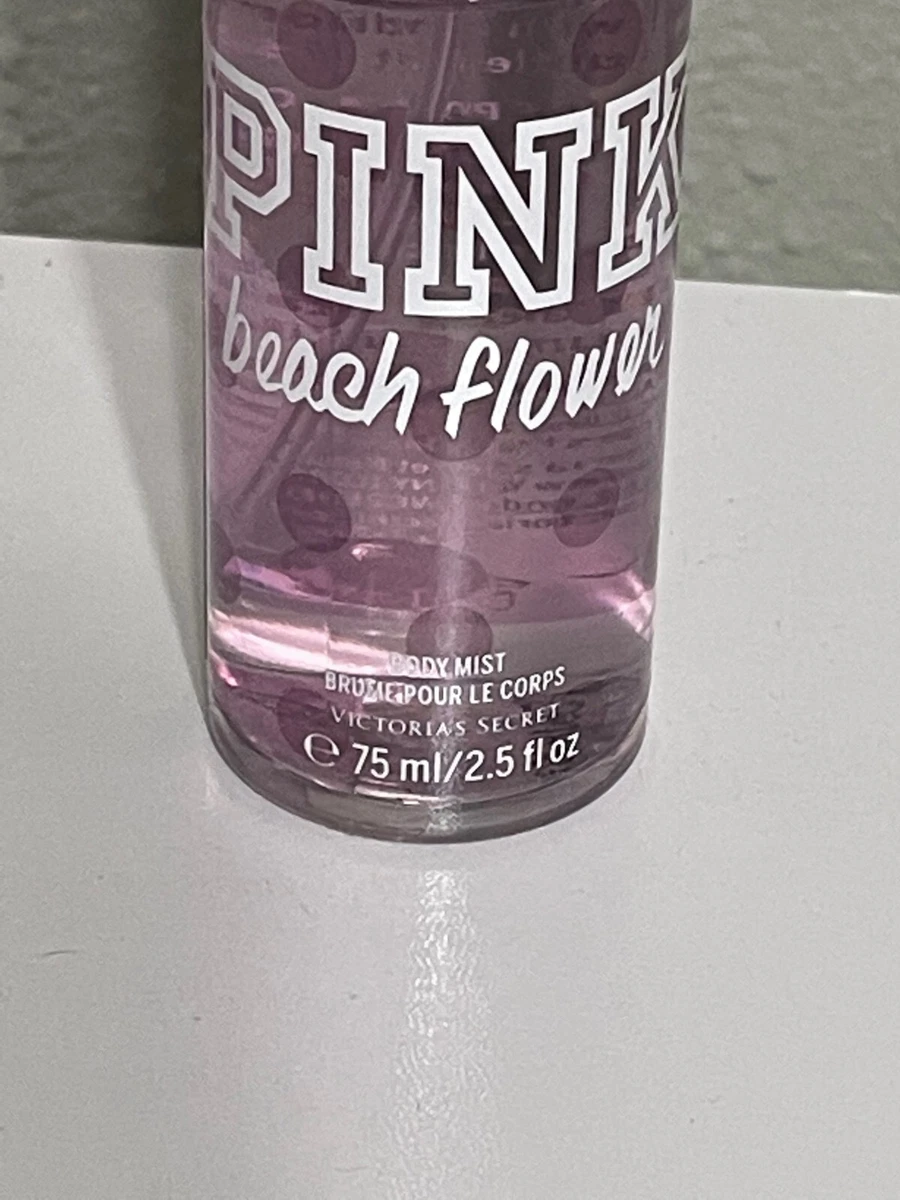 PINK
beach flower
BODY MIST
BRUME POUR LE CORPS
VICTORIA'S SECRET
℮ 75 ml/2.5 fl oz